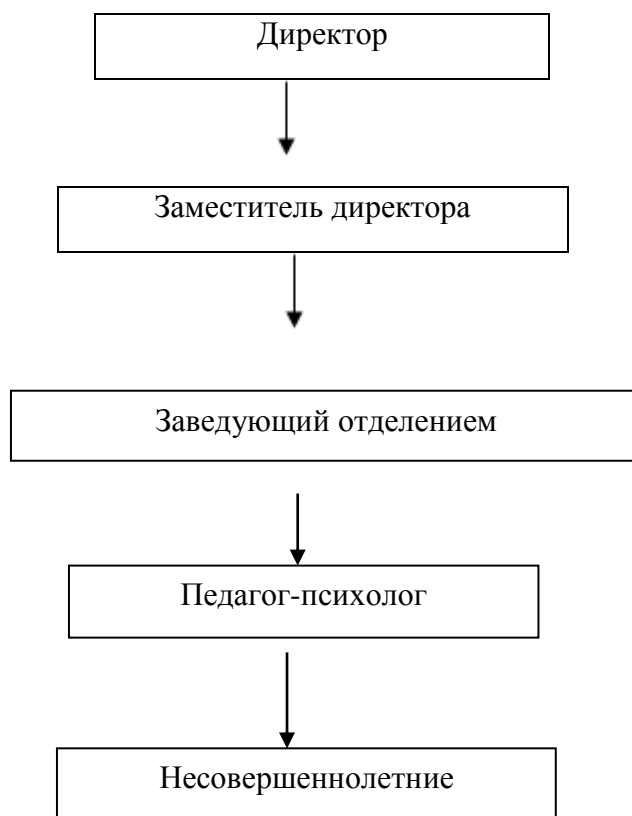 Директор
Заместитель директора
Заведующий отделением
Педагог-психолог
Несовершеннолетние